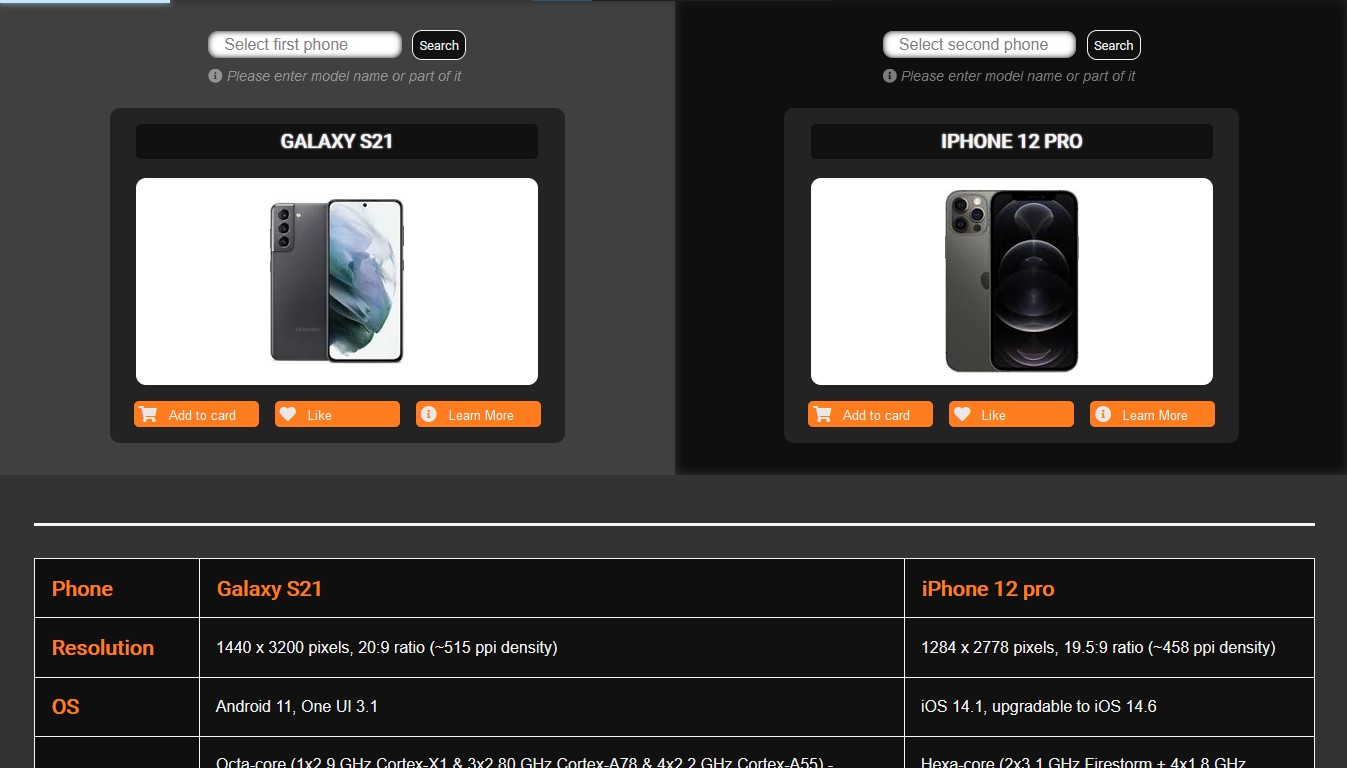 Select first phone
Search
Please enter model name or part of it
GALAXY S21
Add to card
Like
Learn More
Select second phone
Search
Please enter model name or part of it
IPHONE 12 PRO
Add to card
Like
Learn More
Phone Galaxy S21 iPhone 12 pro
Resolution 1440 x 3200 pixels, 20:9 ratio (~515 ppi density) 1284 x 2778 pixels, 19.5:9 ratio (~458 ppi density)
OS Android 11, One UI 3.1 iOS 14.1, upgradable to iOS 14.6
Octa-core (1x2.9 GHz Cortex-X1 & 3x2.80 GHz Cortex-A78 & 4x2.2 GHz Cortex-A55) - Hexa-core (2x3.1 GHz Firestorm + 4x1.8 GHz